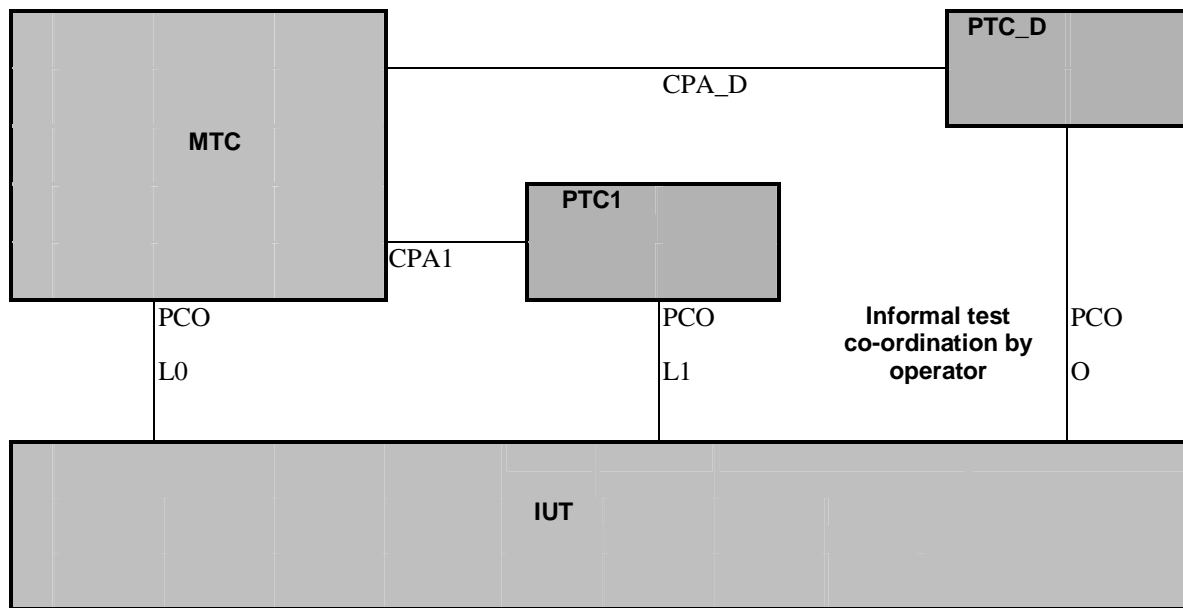 PTC_D
CPA_D
MTC
PTC1
CPA1
PCO
L0
PCO
L1
Informal test
co-ordination by
operator
PCO
O
IUT